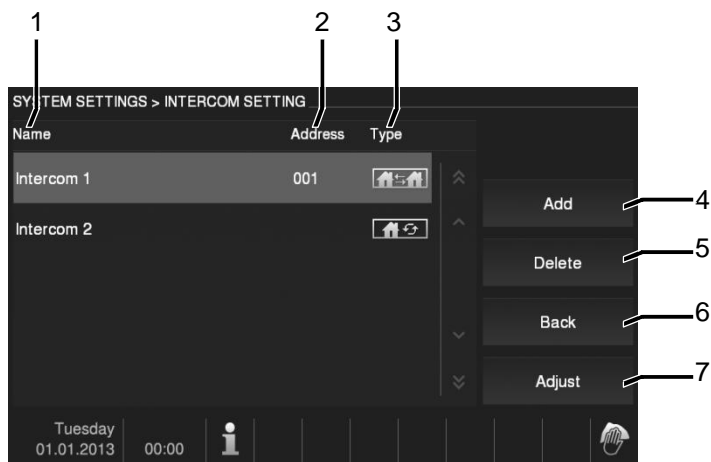 1 2 3
SYSTEM SETTINGS > INTERCOM SETTING
Name Address Type
Intercom 1 001
Add 4
Intercom 2
Delete 5
Back 6
Adjust 7
Tuesday
01.01.2013 00:00